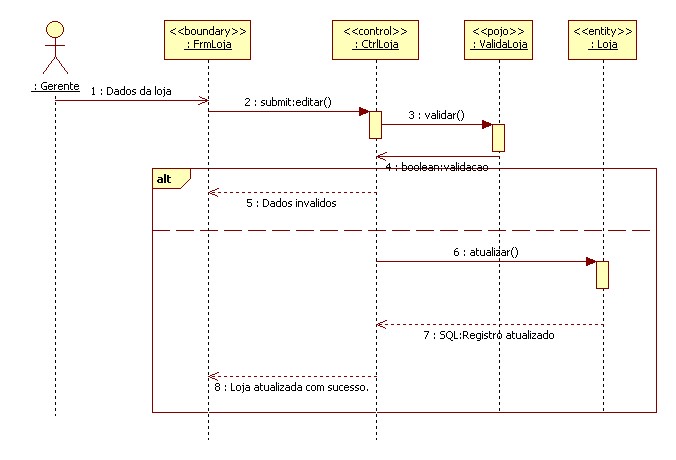 <<boundary>>
: FrmLoja
<<control>>
: CtrlLoja
<<pojo>>
: ValidaLoja
<<entity>>
: Loja
: Gerente
1 : Dados da loja
2 : submit:editar()
3 : validar()
4 : boolean:validacao
alt
5 : Dados invalidos
6 : atualizar()
7 : SQL:Registro atualizado
8 : Loja atualizada com sucesso.